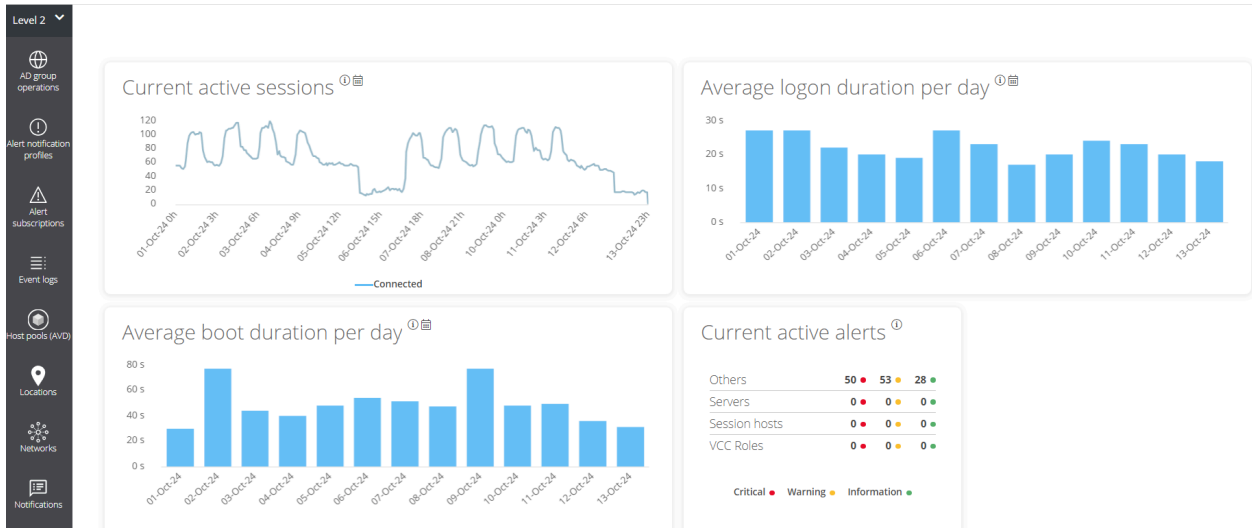 Level 2
AD group
operations
Alert notification
profiles
Alert
subscriptions
Event logs
Host pools (AVD)
Locations
Networks
Notifications
Current active sessions
120
100
80
60
40
20
0
01-Oct-24 0h
02-Oct-24 3h
03-Oct-24 6h
04-Oct-24 9h
05-Oct-24 12h
06-Oct-24 15h
07-Oct-24 18h
08-Oct-24 21h
10-Oct-24 0h
11-Oct-24 3h
12-Oct-24 6h
13-Oct-24 23h
Connected
Average logon duration per day
30 s
20 s
10 s
0 s
01-Oct-24
02-Oct-24
03-Oct-24
04-Oct-24
05-Oct-24
06-Oct-24
07-Oct-24
08-Oct-24
09-Oct-24
10-Oct-24
11-Oct-24
12-Oct-24
13-Oct-24
Average boot duration per day
80 s
60 s
40 s
20 s
0 s
01-Oct-24
02-Oct-24
03-Oct-24
04-Oct-24
05-Oct-24
06-Oct-24
07-Oct-24
08-Oct-24
09-Oct-24
10-Oct-24
11-Oct-24
12-Oct-24
13-Oct-24
Current active alerts
Others 50 53 28
Servers 0 0 0
Session hosts 0 0 0
VCC Roles 0 0 0
Critical Warning Information